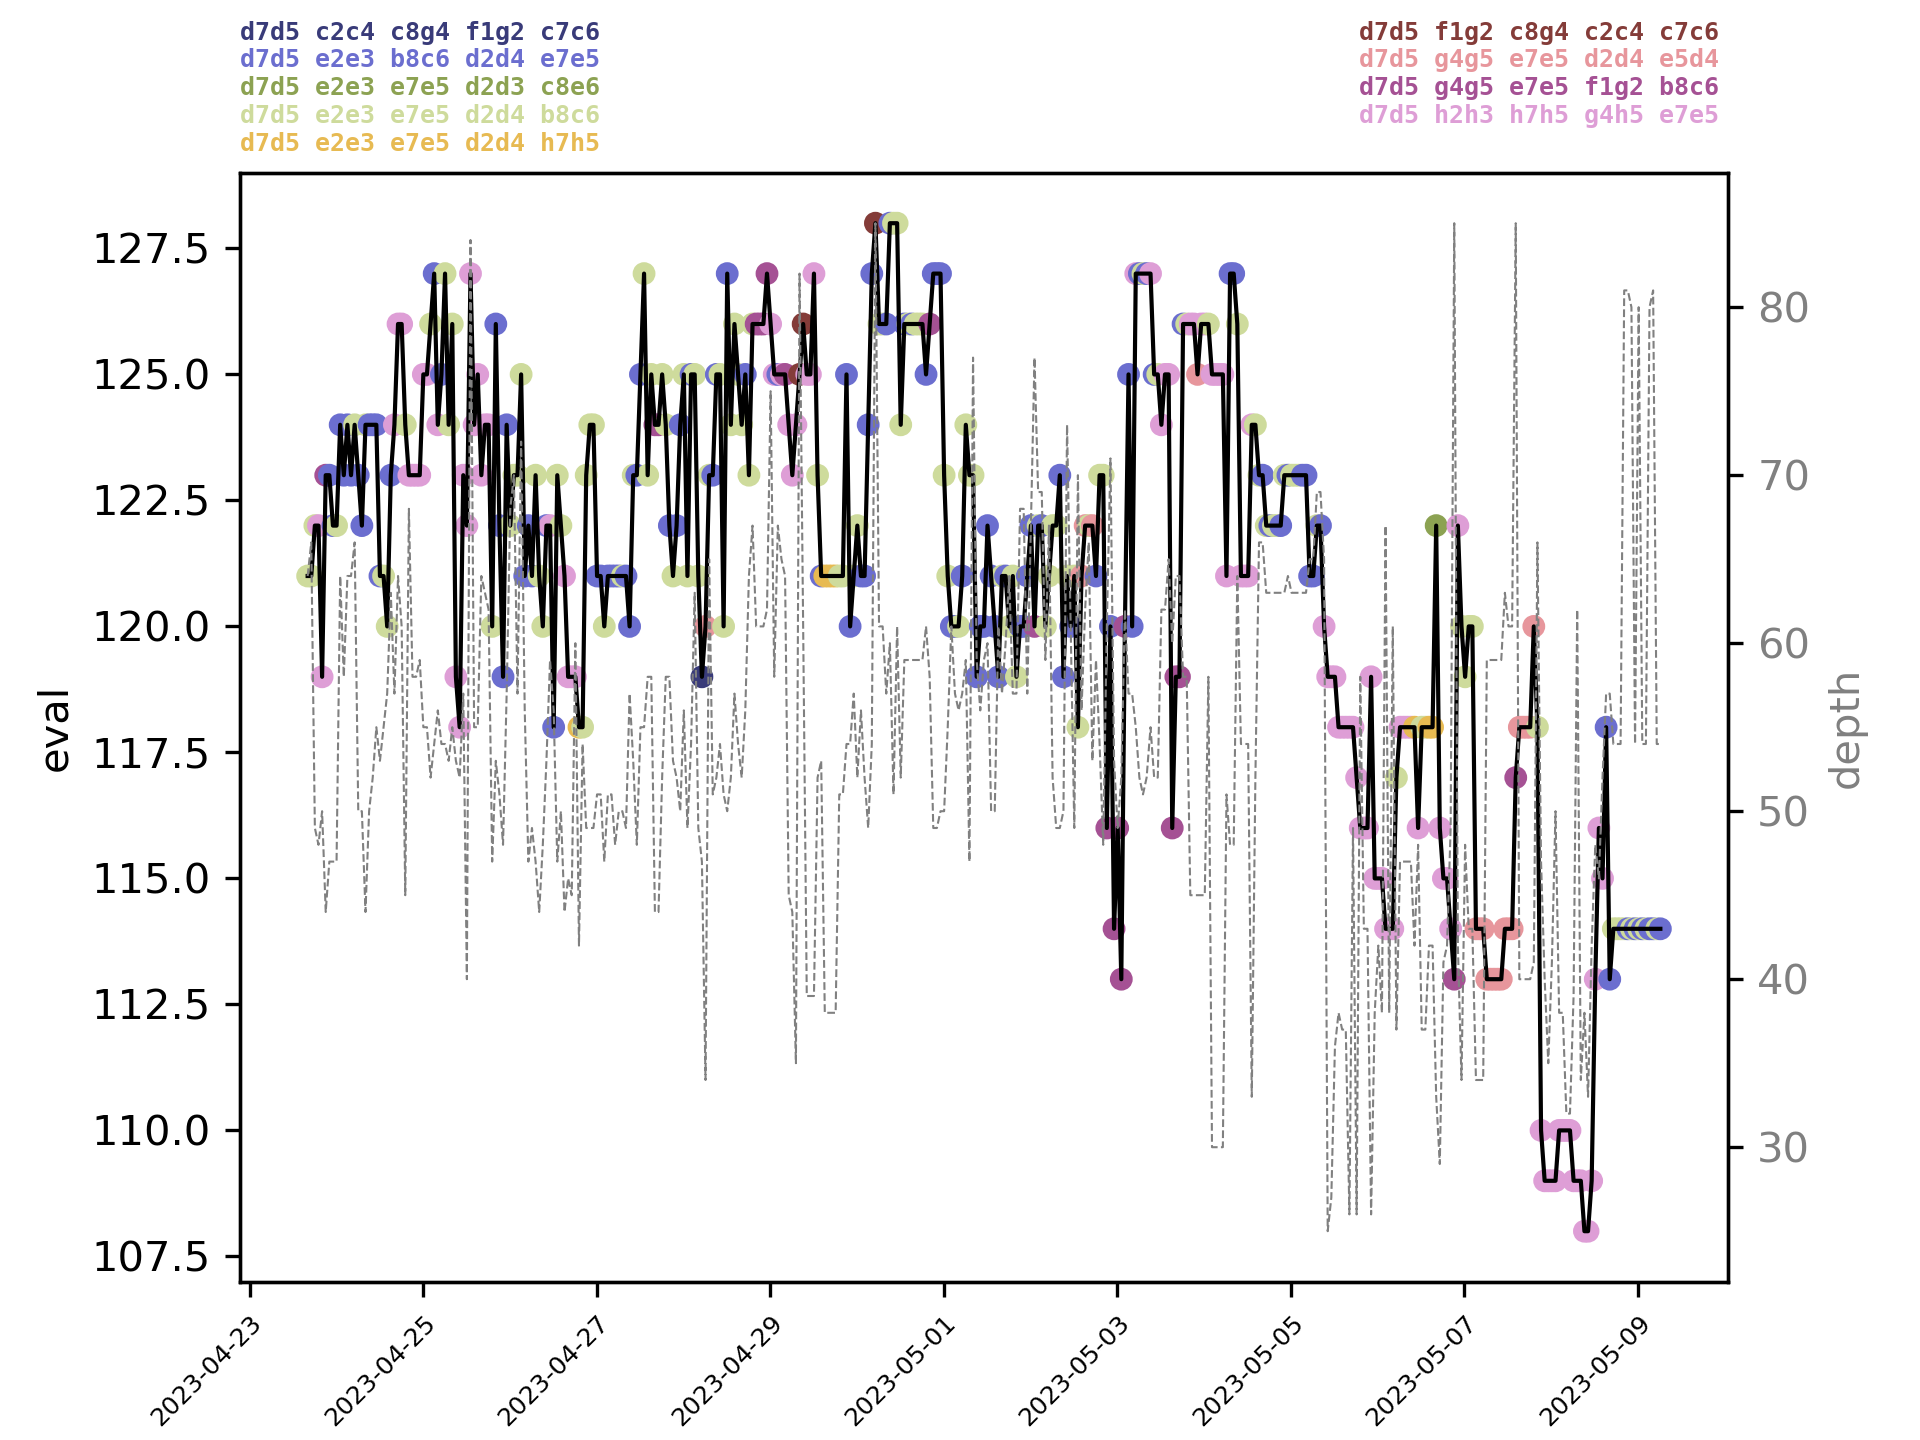 d7d5 c2c4 c8g4 f1g2 c7c6
d7d5 e2e3 b8c6 d2d4 e7e5
d7d5 e2e3 e7e5 d2d3 c8e6
d7d5 e2e3 e7e5 d2d4 b8c6
d7d5 e2e3 e7e5 d2d4 h7h5
d7d5 f1g2 c8g4 c2c4 c7c6
d7d5 g4g5 e7e5 d2d4 e5d4
d7d5 g4g5 e7e5 f1g2 b8c6
d7d5 h2h3 h7h5 g4h5 e7e5
eval
127.5
125.0
122.5
120.0
117.5
115.0
112.5
110.0
107.5
80
70
60
50
40
30
depth
2023-04-23
2023-04-25
2023-04-27
2023-04-29
2023-05-01
2023-05-03
2023-05-05
2023-05-07
2023-05-09